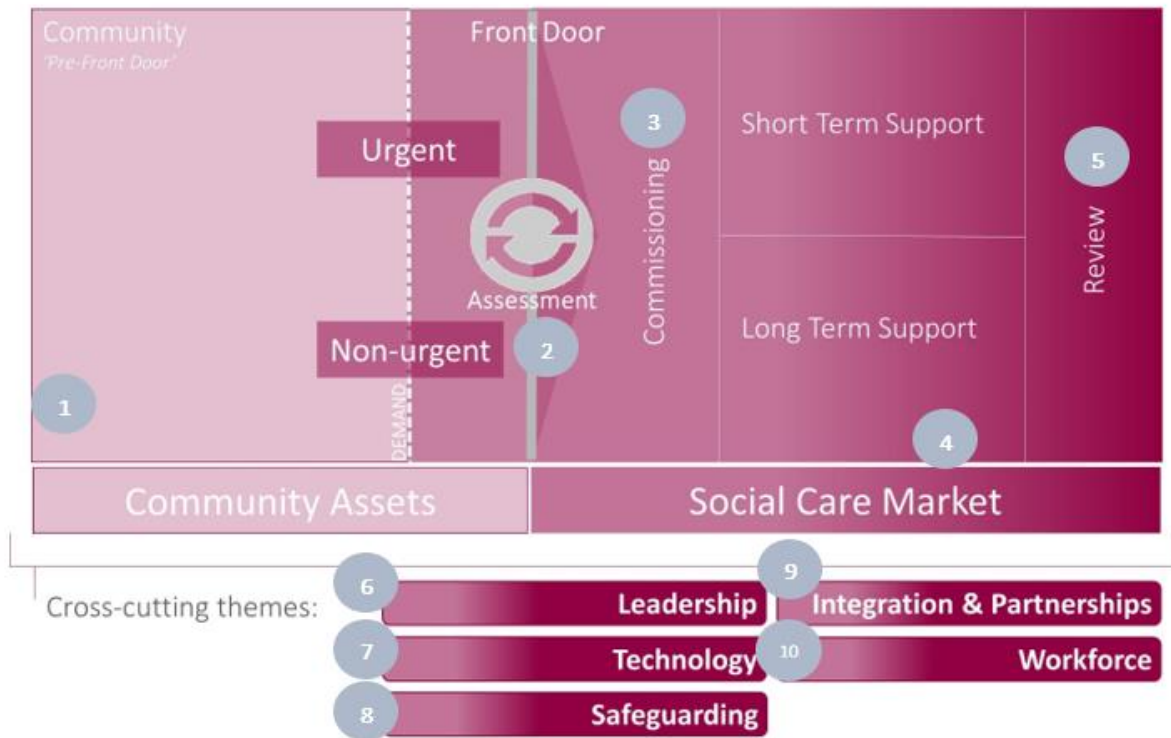 Community
'Pre-Front Door'
Front Door
Urgent
3
Short Term Support
5
Commissioning
Review
Assessment
Non-urgent
2
Long Term Support
1
DEMAND
4
Community Assets
Social Care Market
Cross-cutting themes:
6
Leadership
9
Integration & Partnerships
7
Technology
10
Workforce
8
Safeguarding